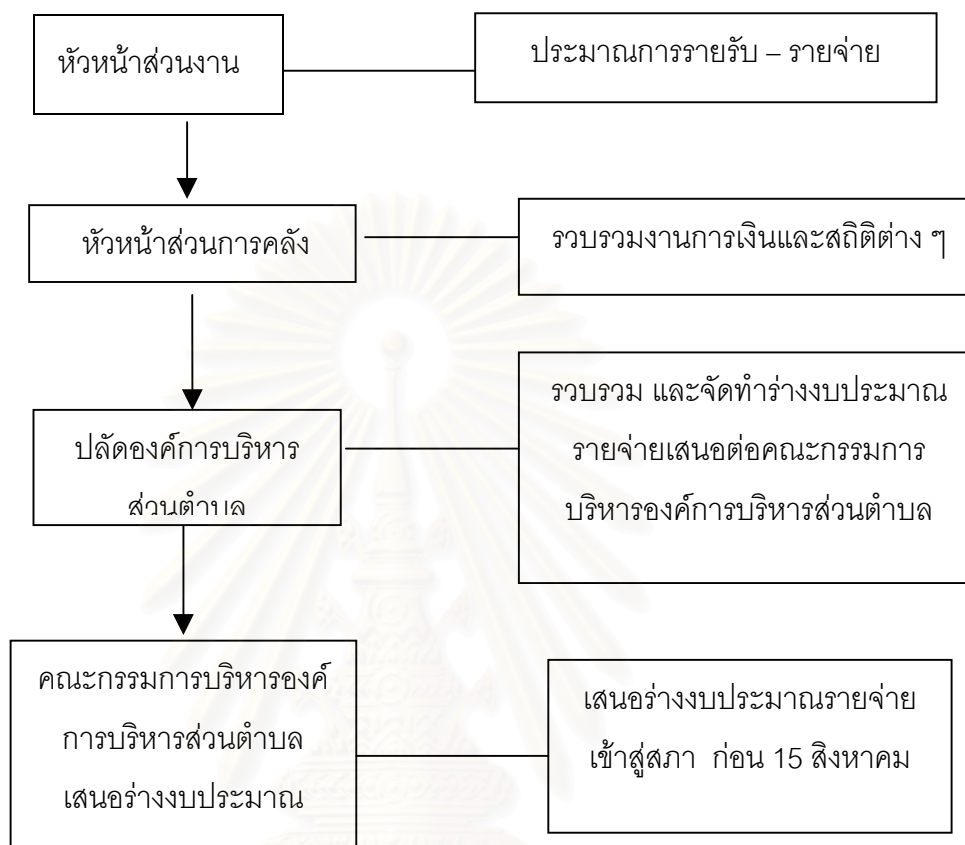 หัวหน้าส่วนงาน
ประมาณการรายรับ – รายจ่าย
หัวหน้าส่วนการคลัง
รวบรวมงานการเงินและสถิติต่าง ๆ
ปลัดองค์การบริหาร
ส่วนตำบล
รวบรวม และจัดทำร่างงบประมาณ
รายจ่ายเสนอต่อคณะกรรมการ
บริหารองค์การบริหารส่วนตำบล
คณะกรรมการบริหารองค์
การบริหารส่วนตำบล
เสนอร่างงบประมาณ
เสนอร่างงบประมาณรายจ่าย
เข้าสู่สภา ก่อน 15 สิงหาคม